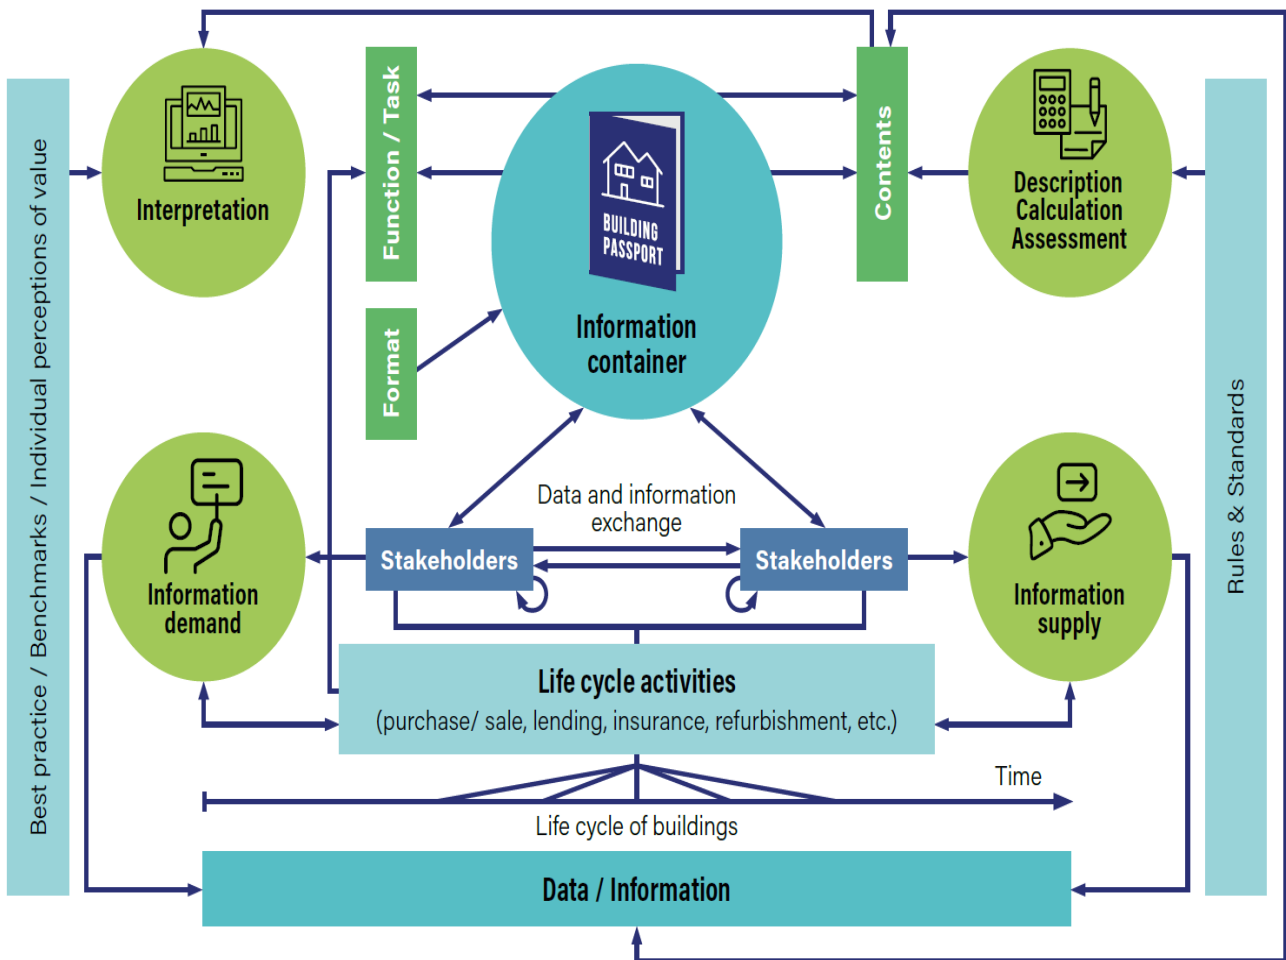 Best practice / Benchmarks / Individual perceptions of value
Interpretation
Function / Task
Format
BUILDING
PASSPORT
Information
container
Contents
Description
Calculation
Assessment
Rules & Standards
Information
demand
Data and information
exchange
Stakeholders
Stakeholders
Information
supply
Life cycle activities
(purchase/ sale, lending, insurance, refurbishment, etc.)
Time
Life cycle of buildings
Data / Information